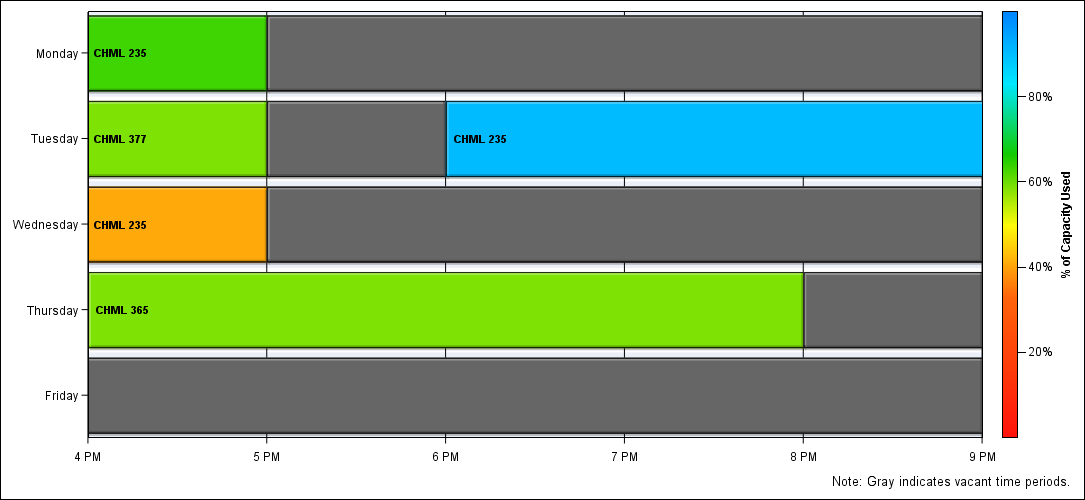 Monday
CHML 235
Tuesday
CHML 377
CHML 235
Wednesday
CHML 235
Thursday
CHML 365
Friday
4 PM
5 PM
6 PM
7 PM
8 PM
9 PM
80%
60%
40%
20%
% of Capacity Used
Note: Gray indicates vacant time periods.